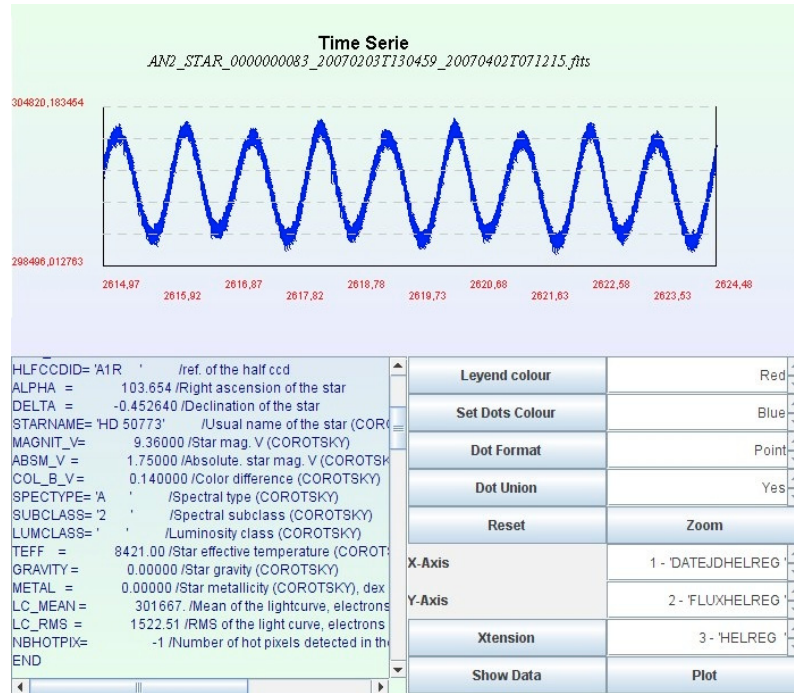 Time Serie
AN2_STAR_0000000083_20070203T130459_20070402T071215.fits
304820,183454
298496,012763
2614,97
2615,92
2616,87
2617,82
2618,78
2619,73
2620,68
2621,63
2622,58
2623,53
2624,48
HLFCCDID= 'A1R ' /ref. of the half ccd
ALPHA = 103.654 /Right ascension of the star
DELTA = -0.452640 /Declination of the star
STARNAME= 'HD 50773' /Usual name of the star (CORO
MAGNIT_V= 9.36000 /Star mag. V (COROTSKY)
ABSM_V = 1.75000 /Absolute. star mag. V (COROTSK
COL_B_V= 0.140000 /Color difference (COROTSKY)
SPECTYPE= 'A ' /Spectral type (COROTSKY)
SUBCLASS= '2 ' /Spectral subclass (COROTSKY)
LUMCLASS= ' ' /Luminosity class (COROTSKY)
TEFF = 8421.00 /Star effective temperature (COROTS
GRAVITY = 0.00000 /Star gravity (COROTSKY)
METAL = 0.00000 /Star metallicity (COROTSKY), dex
LC_MEAN = 301667. /Mean of the lightcurve, electrons
LC_RMS = 1522.51 /RMS of the light curve, electrons
NBHOTPIX= -1 /Number of hot pixels detected in the
END
Leyend colour Red
Set Dots Colour Blue
Dot Format Point
Dot Union Yes
Reset Zoom
X-Axis 1 - 'DATEJDHELREG '
Y-Axis 2 - 'FLUXHELREG '
Xtension 3 - 'HELREG '
Show Data Plot